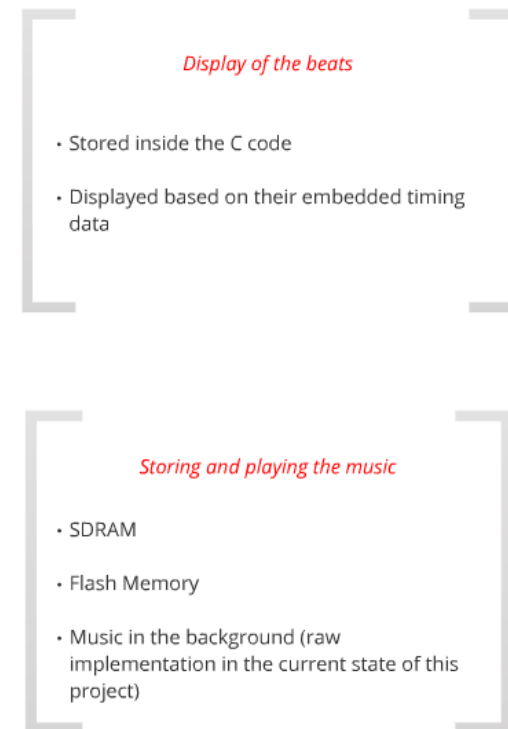 Display of the beats
• Stored inside the C code
• Displayed based on their embedded timing
data
Storing and playing the music
• SDRAM
• Flash Memory
• Music in the background (raw
implementation in the current state of this
project)